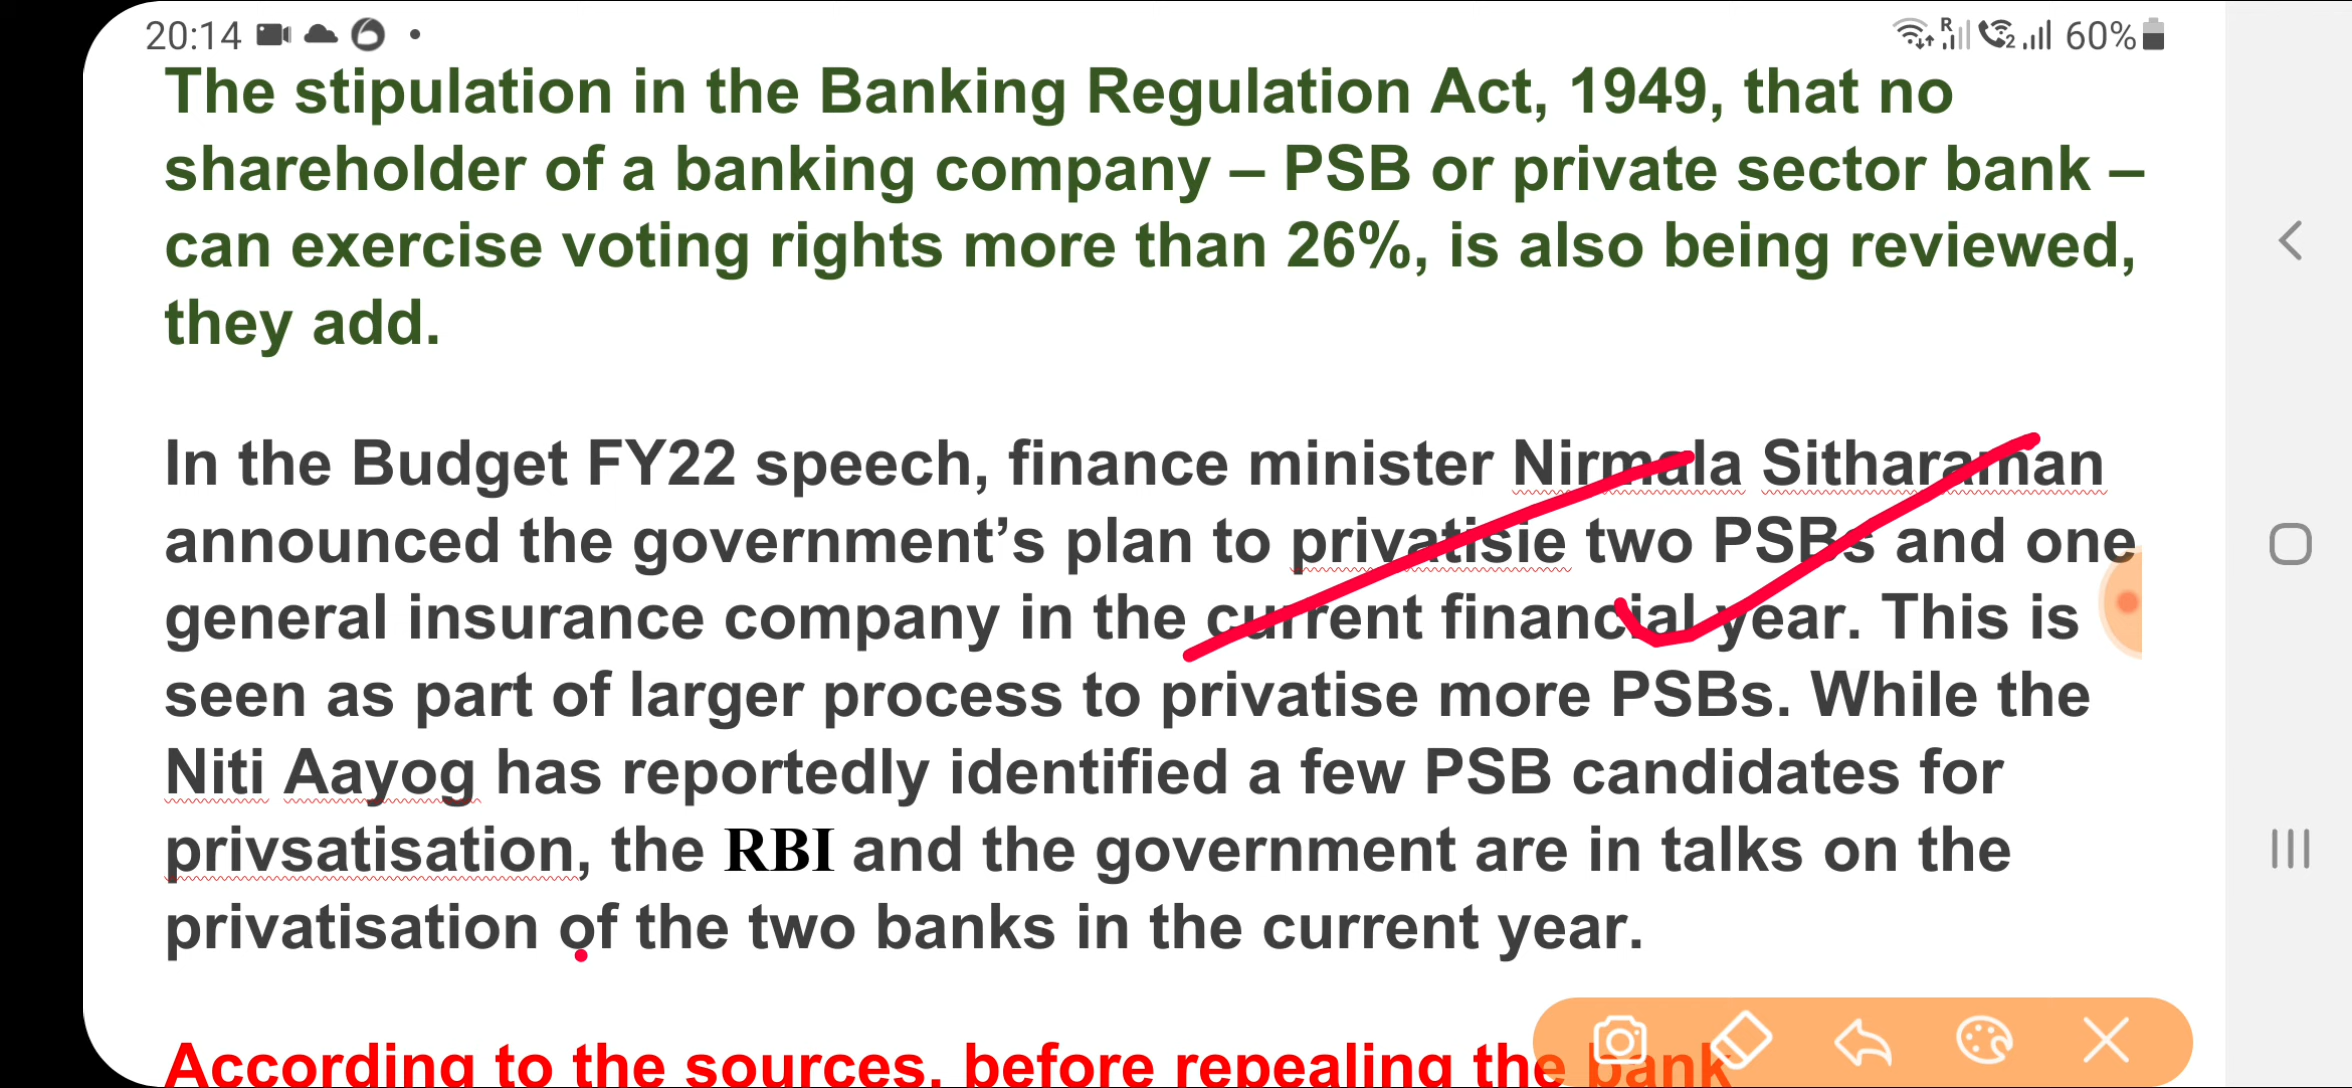 20:14
R 2 60%
The stipulation in the Banking Regulation Act, 1949, that no
shareholder of a banking company – PSB or private sector bank –
can exercise voting rights more than 26%, is also being reviewed,
they add.
In the Budget FY22 speech, finance minister Nirmala Sitharaman
announced the government’s plan to privatisie two PSBs and one
general insurance company in the current financial year. This is
seen as part of larger process to privatise more PSBs. While the
Niti Aayog has reportedly identified a few PSB candidates for
privsatisation, the RBI and the government are in talks on the
privatisation of the two banks in the current year.
According to the sources, before repealing the bank